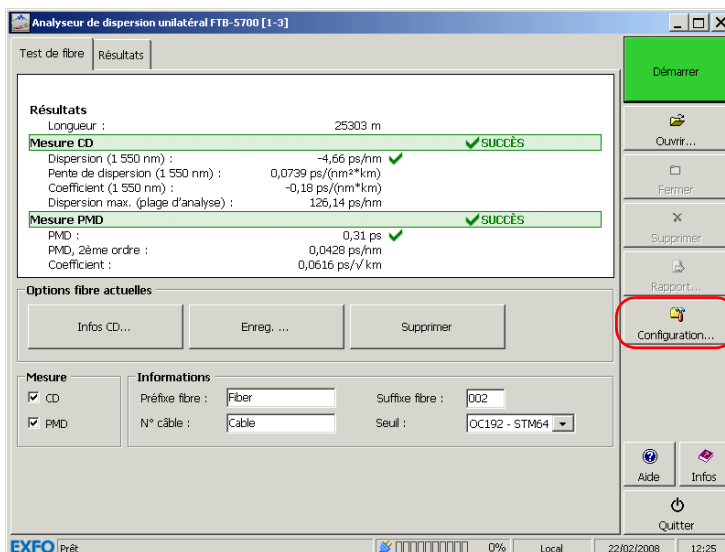 Analyseur de dispersion unilatéral FTB-5700 [1-3]
Test de fibre
Résultats
Résultats
Longueur : 25303 m
Mesure CD SUCCÈS
Dispersion (1 550 nm) : -4,66 ps/nm
Pente de dispersion (1 550 nm) : 0,0739 ps/(nm²*km)
Coefficient (1 550 nm) : -0,18 ps/(nm*km)
Dispersion max. (plage d'analyse) : 126,14 ps/nm
Mesure PMD SUCCÈS
PMD : 0,31 ps
PMD, 2ème ordre : 0,0428 ps/nm
Coefficient : 0,0616 ps/√km
Options fibre actuelles
Infos CD... Enreg. ... Supprimer
Mesure
CD
PMD
Informations
Préfixe fibre : Fiber Suffixe fibre : 002
N° câble : Cable Seuil : OC192 - STM64
Démarrer
Ouvrir...
Fermer
Supprimer
Rapport...
Configuration...
Aide Infos
Quitter
EXFO Prêt 0% Local 22/02/2008 12:25